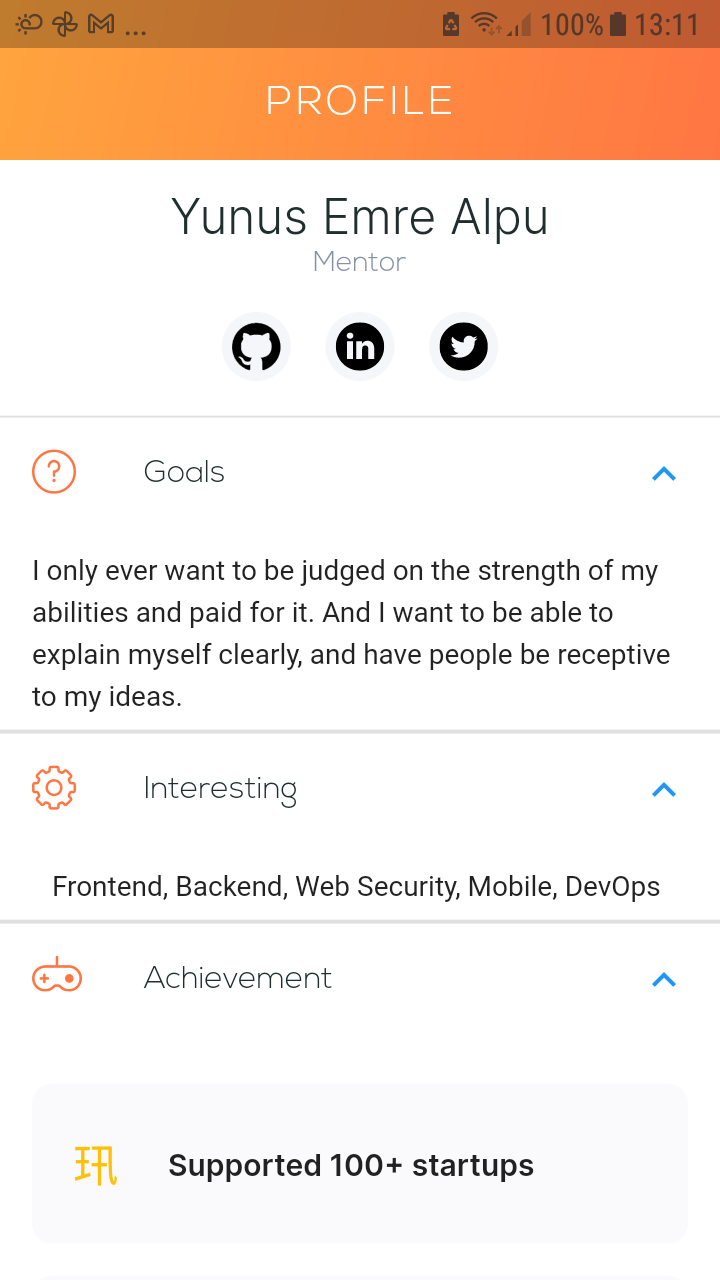 ... 100% 13:11
PROFILE
Yunus Emre Alpu
Mentor
in
? Goals
I only ever want to be judged on the strength of my
abilities and paid for it. And I want to be able to
explain myself clearly, and have people be receptive
to my ideas.
Interesting
Frontend, Backend, Web Security, Mobile, DevOps
Achievement
Supported 100+ startups